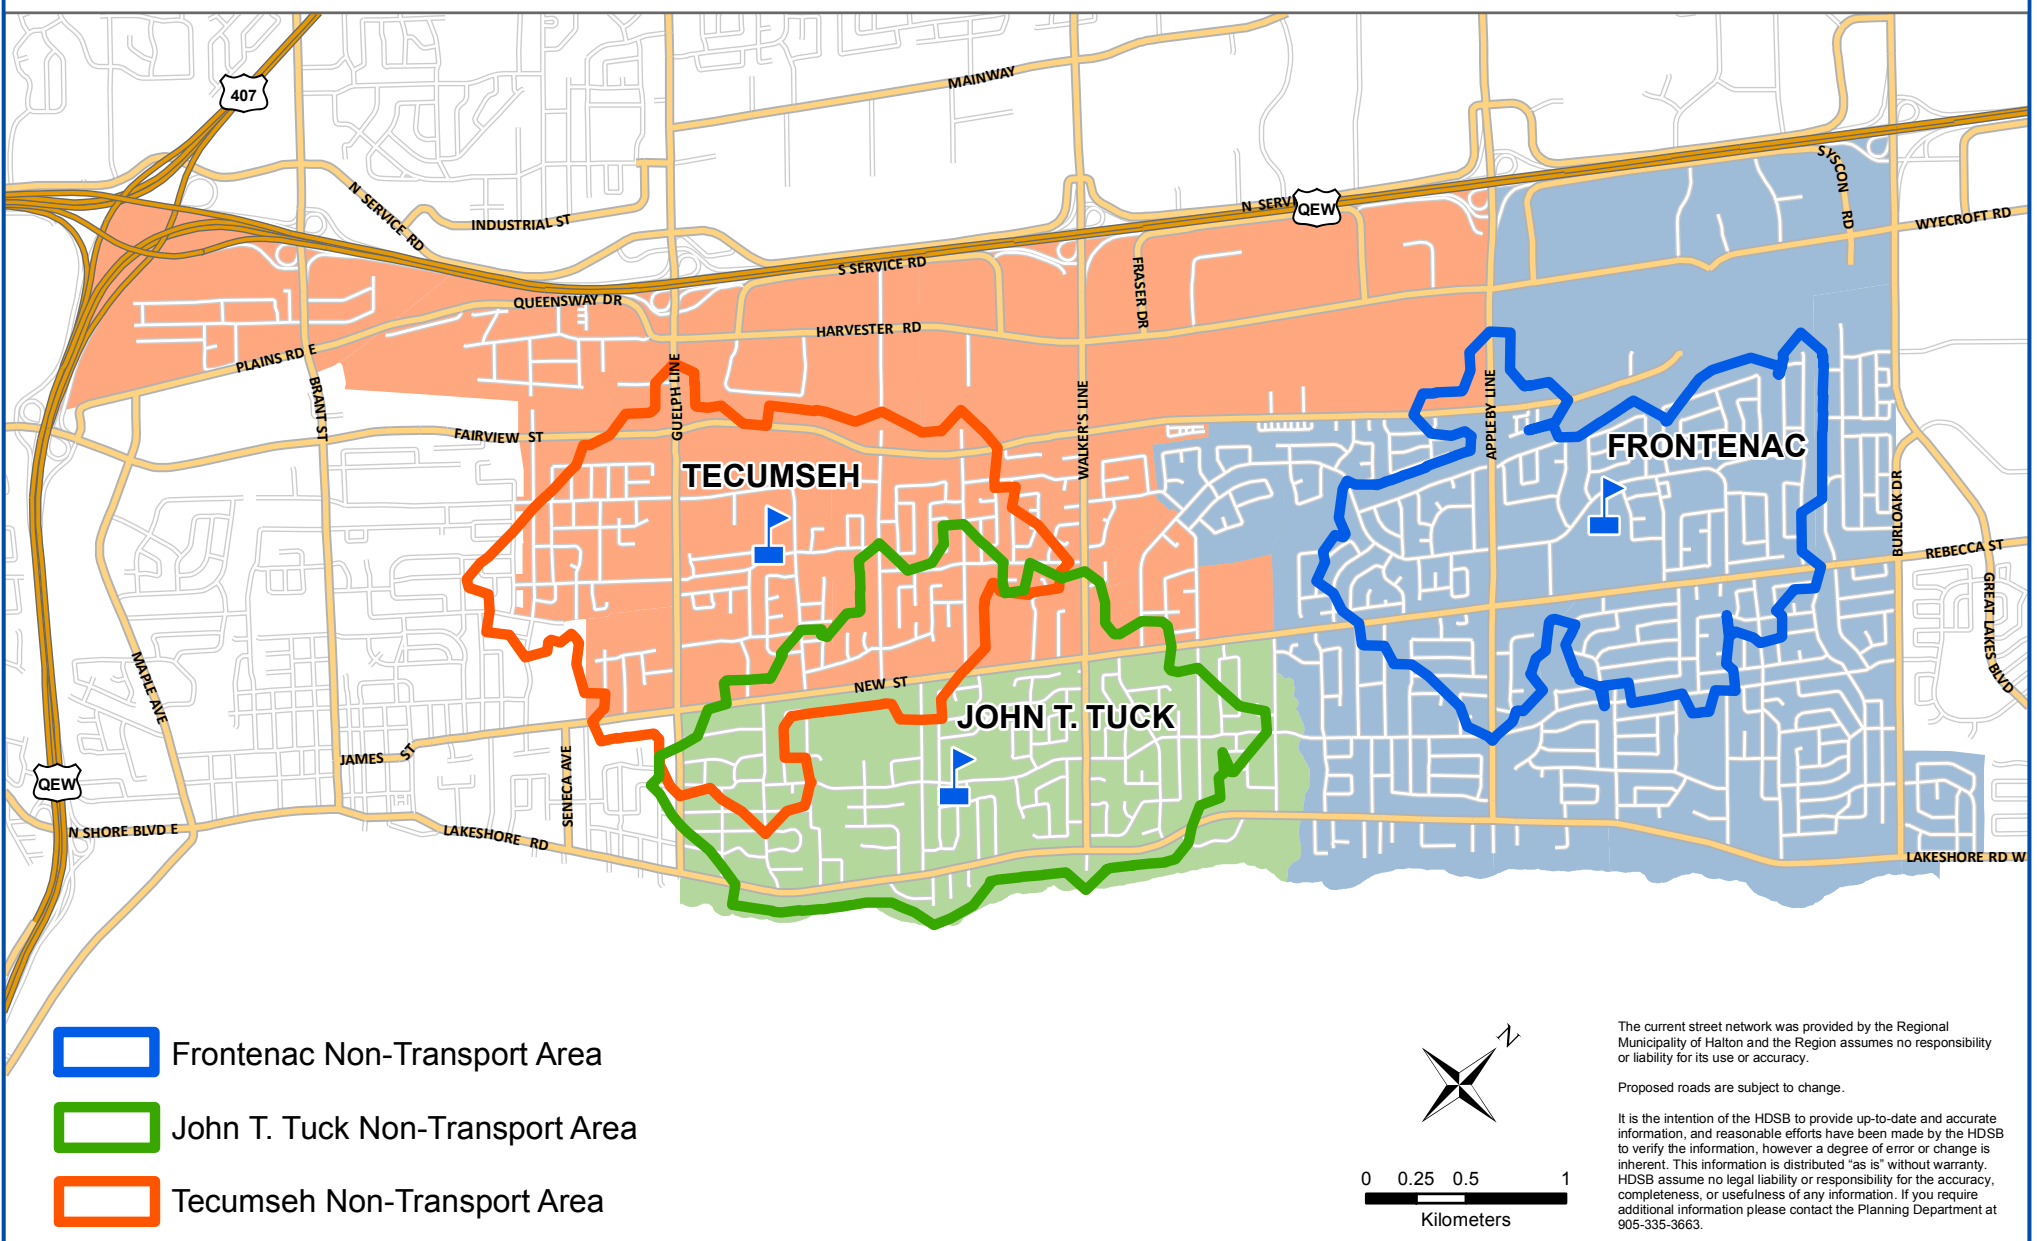 407
MAINWAY
N SERVICE RD
INDUSTRIAL ST
N SERV
QEW
SYSCON RD
WYECROFT RD
S SERVICE RD
FRASER DR
QUEENSWAY DR
HARVESTER RD
PLAINS RD E
BRANT ST
GUELPH LINE
WALKER'S LINE
APPLEBY LINE
FAIRVIEW ST
TECUMSEH
FRONTENAC
BURLOAK DR
REBECCA ST
GREAT LAKES BLVD
MAPLE AVE
NEW ST
JOHN T. TUCK
JAMES ST
SENECA AVE
QEW
N SHORE BLVD E
LAKESHORE RD
LAKESHORE RD W
Frontenac Non-Transport Area
John T. Tuck Non-Transport Area
Tecumseh Non-Transport Area
N
0 0.25 0.5 1
Kilometers
The current street network was provided by the Regional
Municipality of Halton and the Region assumes no responsibility
or liability for its use or accuracy.
Proposed roads are subject to change.
It is the intention of the HDSB to provide up-to-date and accurate
information, and reasonable efforts have been made by the HDSB
to verify the information, however a degree of error or change is
inherent. This information is distributed “as is” without warranty.
HDSB assume no legal liability or responsibility for the accuracy,
completeness, or usefulness of any information. If you require
additional information please contact the Planning Department at
905-335-3663.